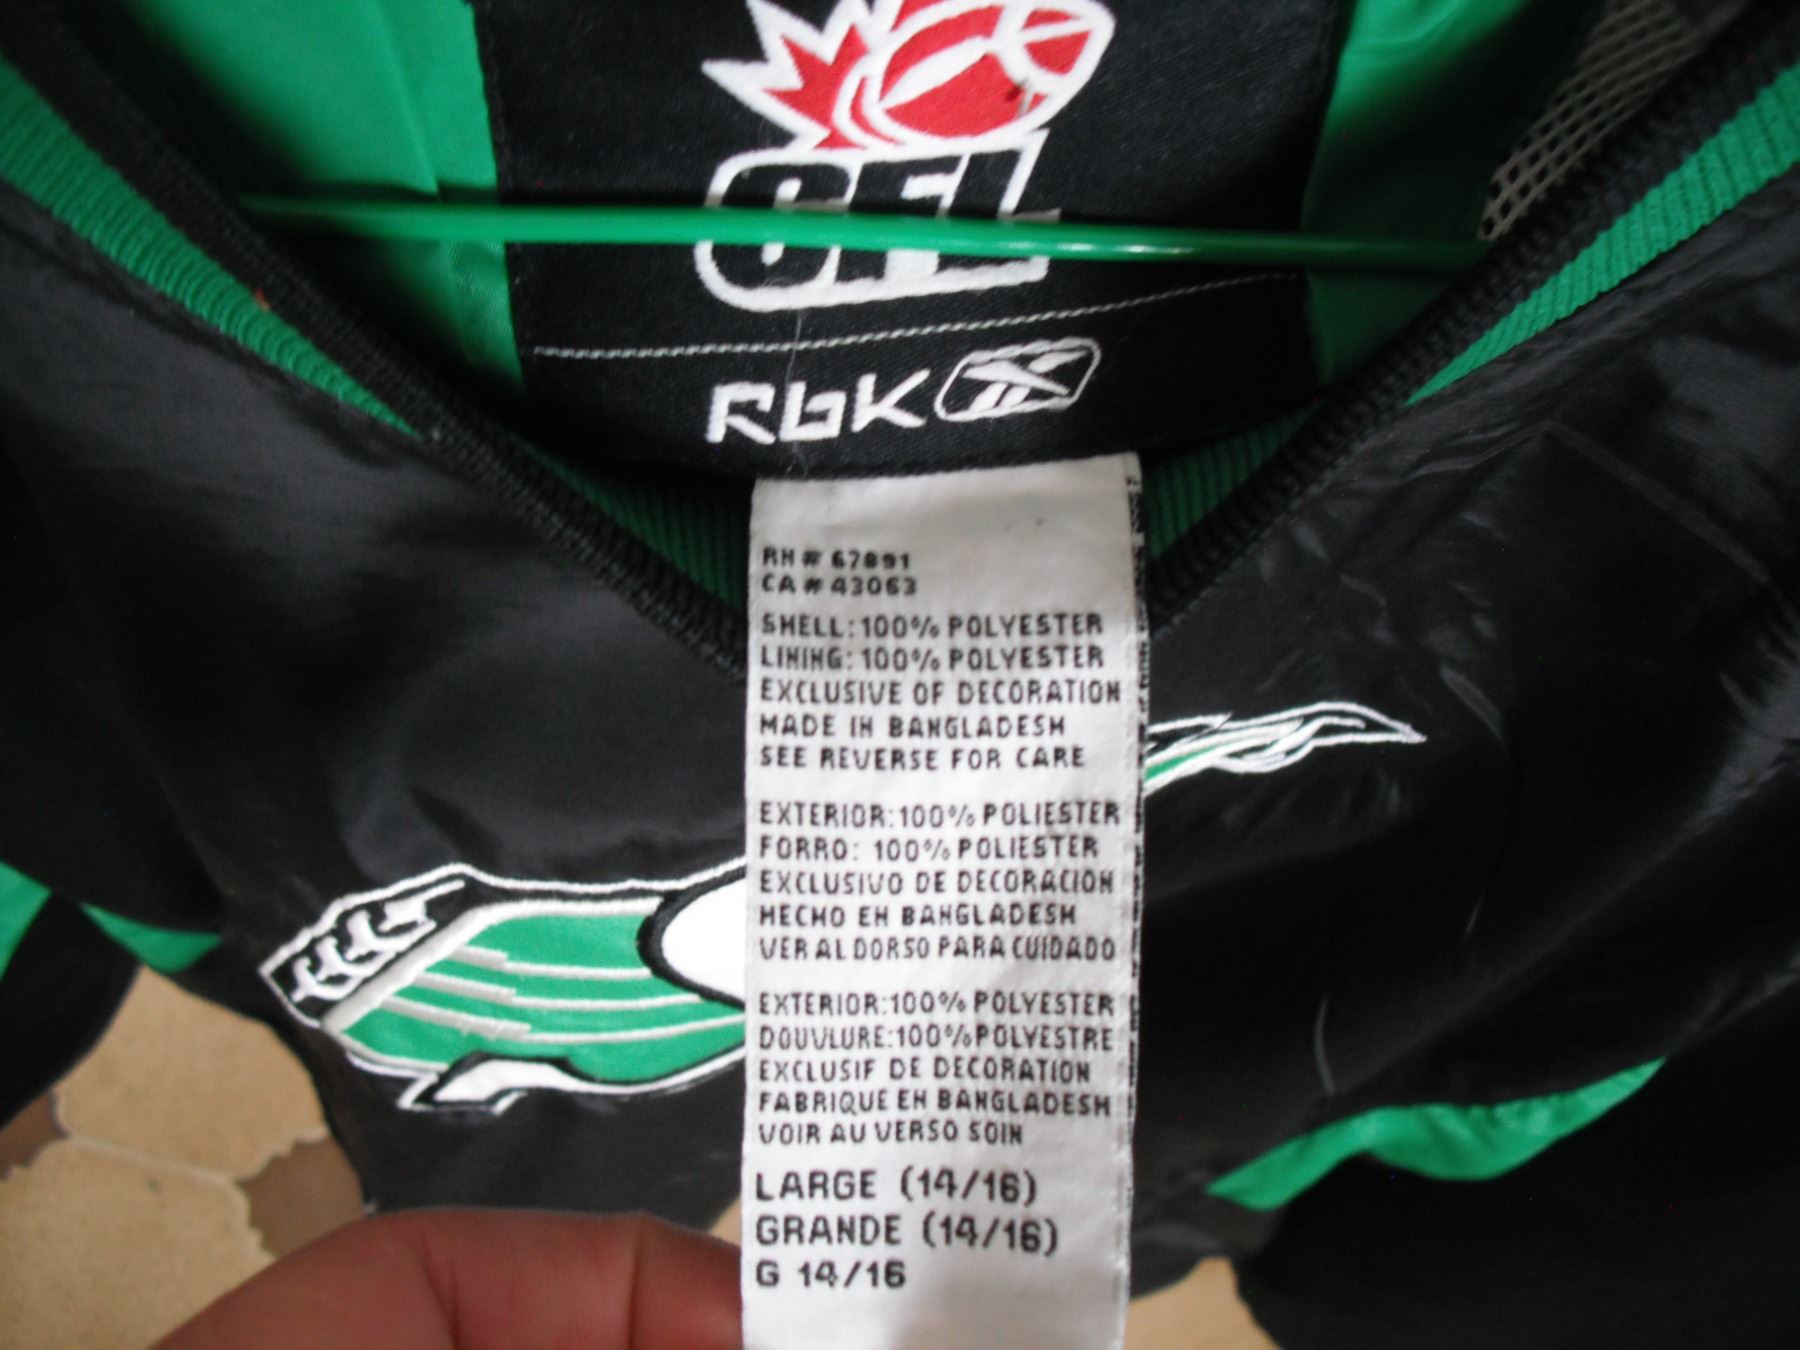 CFL
RbK
RN# 67891
CA# 43063
SHELL: 100% POLYESTER
LINING: 100% POLYESTER
EXCLUSIVE OF DECORATION
MADE IN BANGLADESH
SEE REVERSE FOR CARE
EXTERIOR: 100% POLIESTER
FORRO: 100% POLIESTER
EXCLUSIVO DE DECORACION
HECHO EN BANGLADESH
VER AL DORSO PARA CUIDADO
EXTERIOR: 100% POLYESTER
DOUVLURE: 100% POLYESTRE
EXCLUSIF DE DECORATION
FABRIQUE EN BANGLADESH
VOIR AU VERSO SOIN
LARGE (14/16)
GRANDE (14/16)
G 14/16